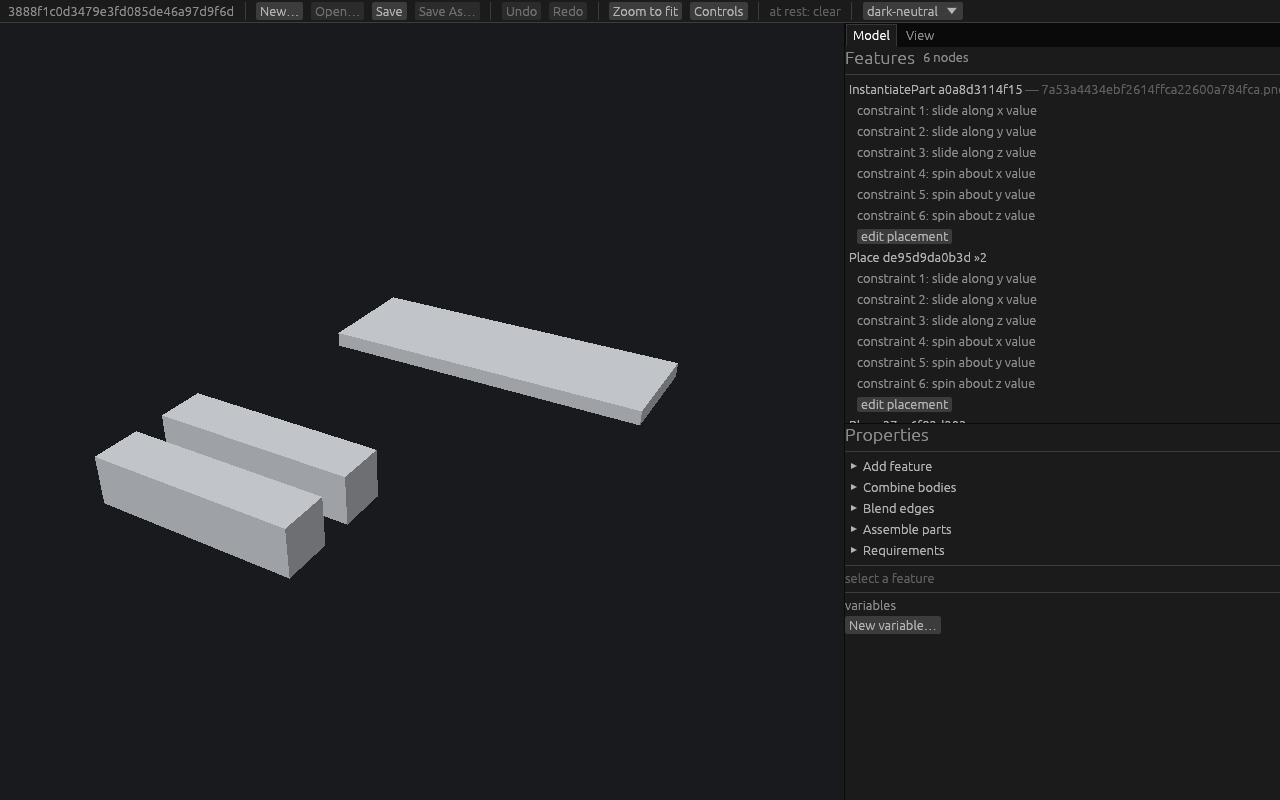 3888f1c0d3479e3fd085de46a97d9f6d New... Open... Save Save As... Undo Redo Zoom to fit Controls at rest: clear dark-neutral
Model View
Features 6 nodes
InstantiatePart a0a8d3114f15 — 7a53a4434ebf2614ffca22600a784fca.pn
constraint 1: slide along x value
constraint 2: slide along y value
constraint 3: slide along z value
constraint 4: spin about x value
constraint 5: spin about y value
constraint 6: spin about z value
edit placement
Place de95d9da0b3d »2
constraint 1: slide along y value
constraint 2: slide along x value
constraint 3: slide along z value
constraint 4: spin about x value
constraint 5: spin about y value
constraint 6: spin about z value
edit placement
Properties
Add feature
Combine bodies
Blend edges
Assemble parts
Requirements
select a feature
variables
New variable...